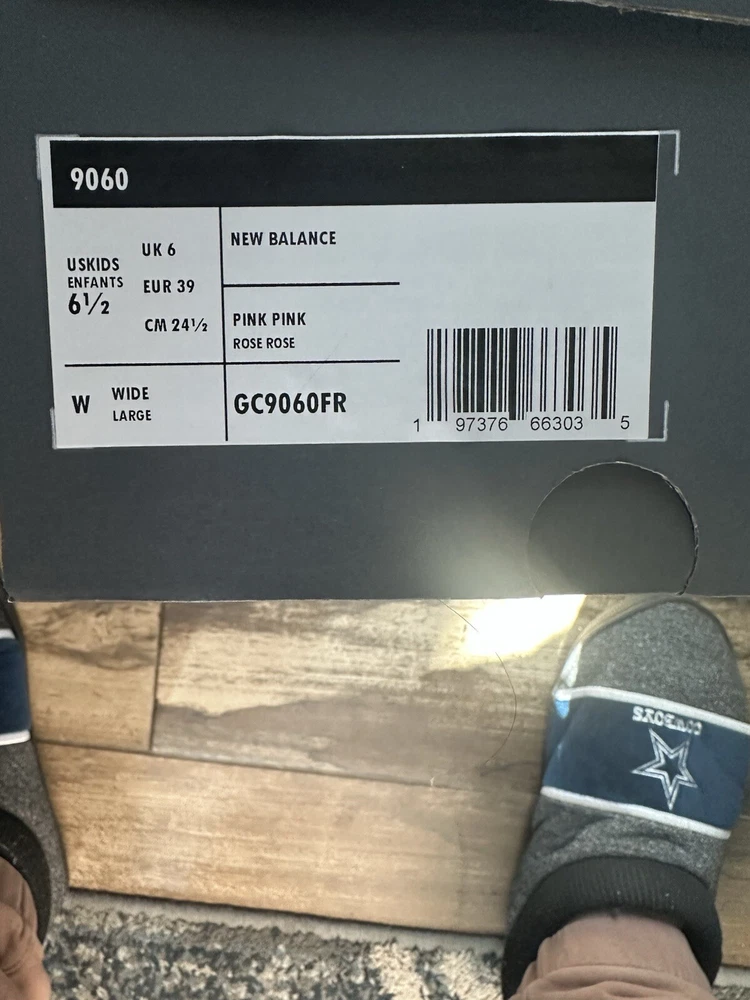 9060
USKIDS
ENFANTS
6½
UK 6
EUR 39
CM 24½
NEW BALANCE
PINK PINK
ROSE ROSE
W
WIDE
LARGE
GC9060FR
1 97376 66303 5
COWBOYS